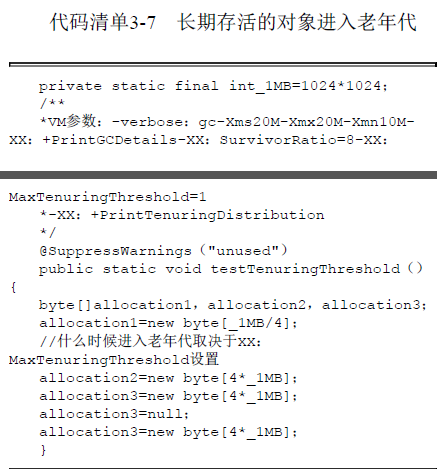 代码清单3-7 长期存活的对象进入老年代
private static final int_1MB=1024*1024；
/**
*VM参数：-verbose：gc-Xms20M-Xmx20M-Xmn10M-
XX：+PrintGCDetails-XX：SurvivorRatio=8-XX：
MaxTenuringThreshold=1
*-XX：+PrintTenuringDistribution
*/
@SuppressWarnings（"unused"）
public static void testTenuringThreshold（）
{
byte[]allocation1，allocation2，allocation3；
allocation1=new byte[_1MB/4]；
//什么时候进入老年代取决于XX：
MaxTenuringThreshold设置
allocation2=new byte[4*_1MB]；
allocation3=new byte[4*_1MB]；
allocation3=null；
allocation3=new byte[4*_1MB]；
}